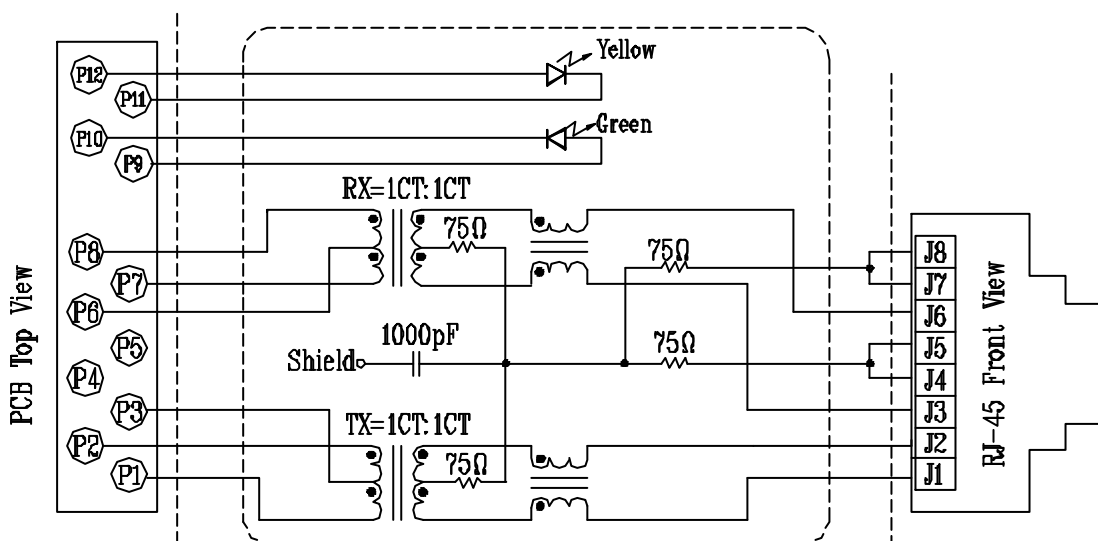 P12
Yellow
P11
P10
Green
P9
RX=1CT:1CT
75Ω
75Ω
P8
J8
P7
J7
P6
J6
1000pF
P5
Shield
75Ω
J5
P4
J4
P3
J3
TX=1CT:1CT
P2
J2
75Ω
P1
J1
PCB Top View
RJ-45 Front View